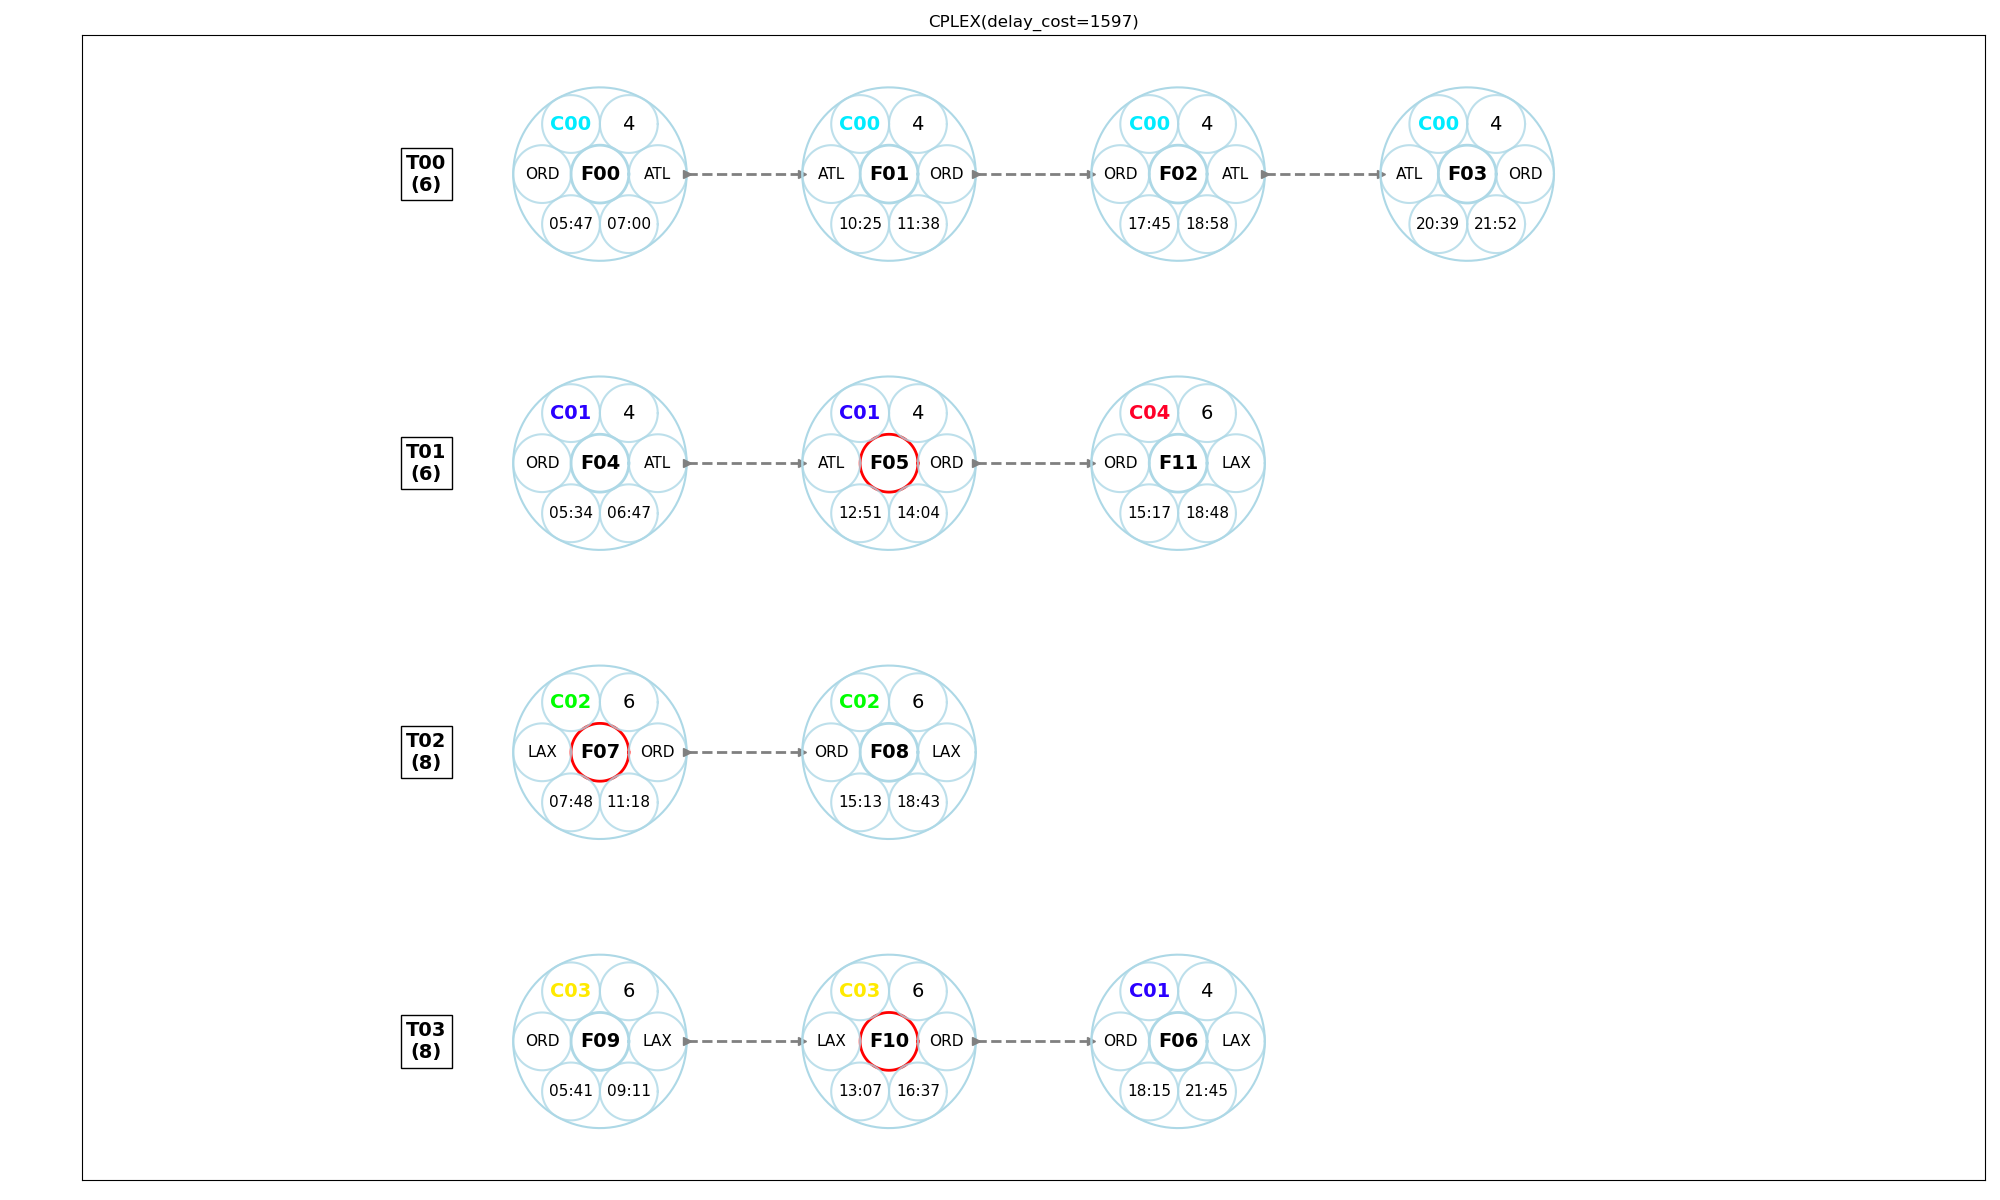 CPLEX(delay_cost=1597)
T00
(6)
C00 4 C00 4 C00 4 C00 4
ORD F00 ATL ATL F01 ORD ORD F02 ATL ATL F03 ORD
05:47 07:00 10:25 11:38 17:45 18:58 20:39 21:52
T01
(6)
C01 4 C01 4 C04 6
ORD F04 ATL ATL F05 ORD ORD F11 LAX
05:34 06:47 12:51 14:04 15:17 18:48
T02
(8)
C02 6 C02 6
LAX F07 ORD ORD F08 LAX
07:48 11:18 15:13 18:43
T03
(8)
C03 6 C03 6 C01 4
ORD F09 LAX LAX F10 ORD ORD F06 LAX
05:41 09:11 13:07 16:37 18:15 21:45